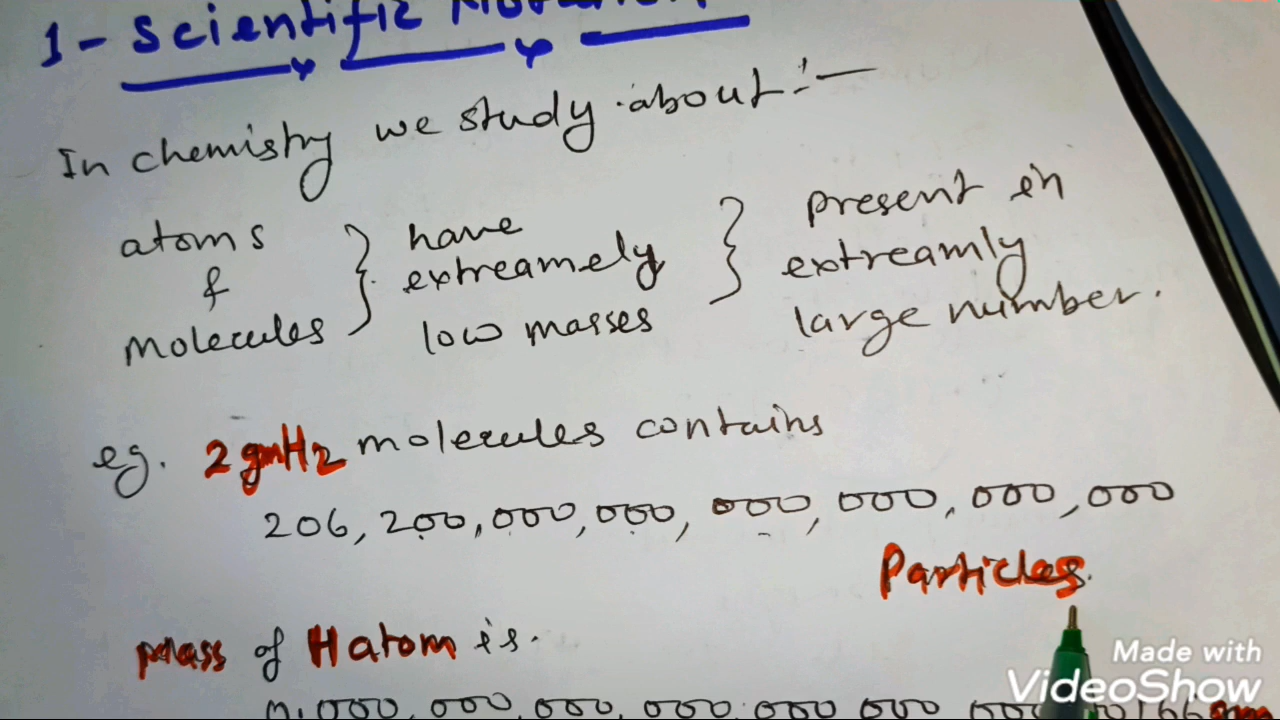 1- Scientific Notation
In chemistry we study about :-
atoms & molecules } have extreamely low masses } present in extreamly large number.
eg. 2gmH2 molecules contains
206,200,000,000,000,000,000,000
Particles.
Mass of H atom is.
Made with
VideoShow